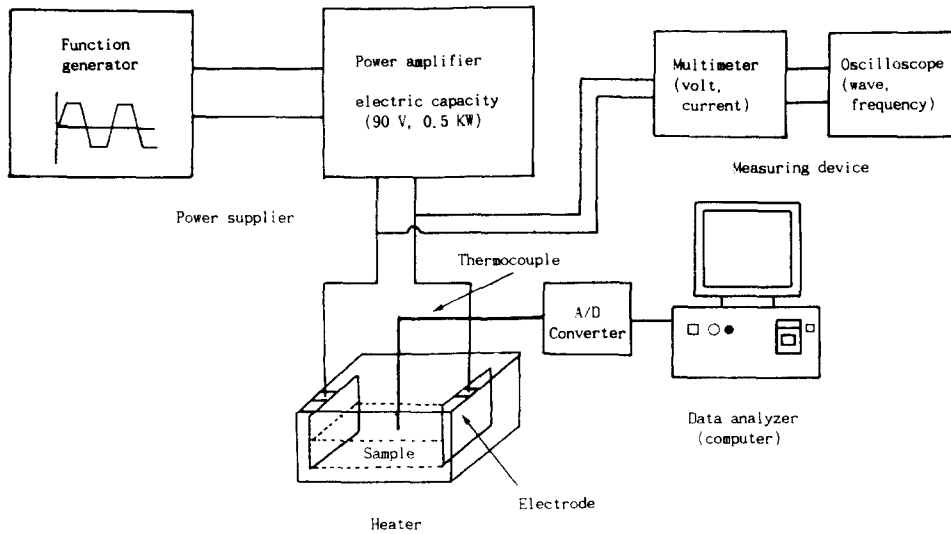 Function
generator
Power amplifier
electric capacity
(90 V, 0.5 KW)
Multimeter
(volt,
current)
Oscilloscope
(wave,
frequency)
Measuring device
Power supplier
Thermocouple
A/D
Converter
Sample
Data analyzer
(computer)
Electrode
Heater